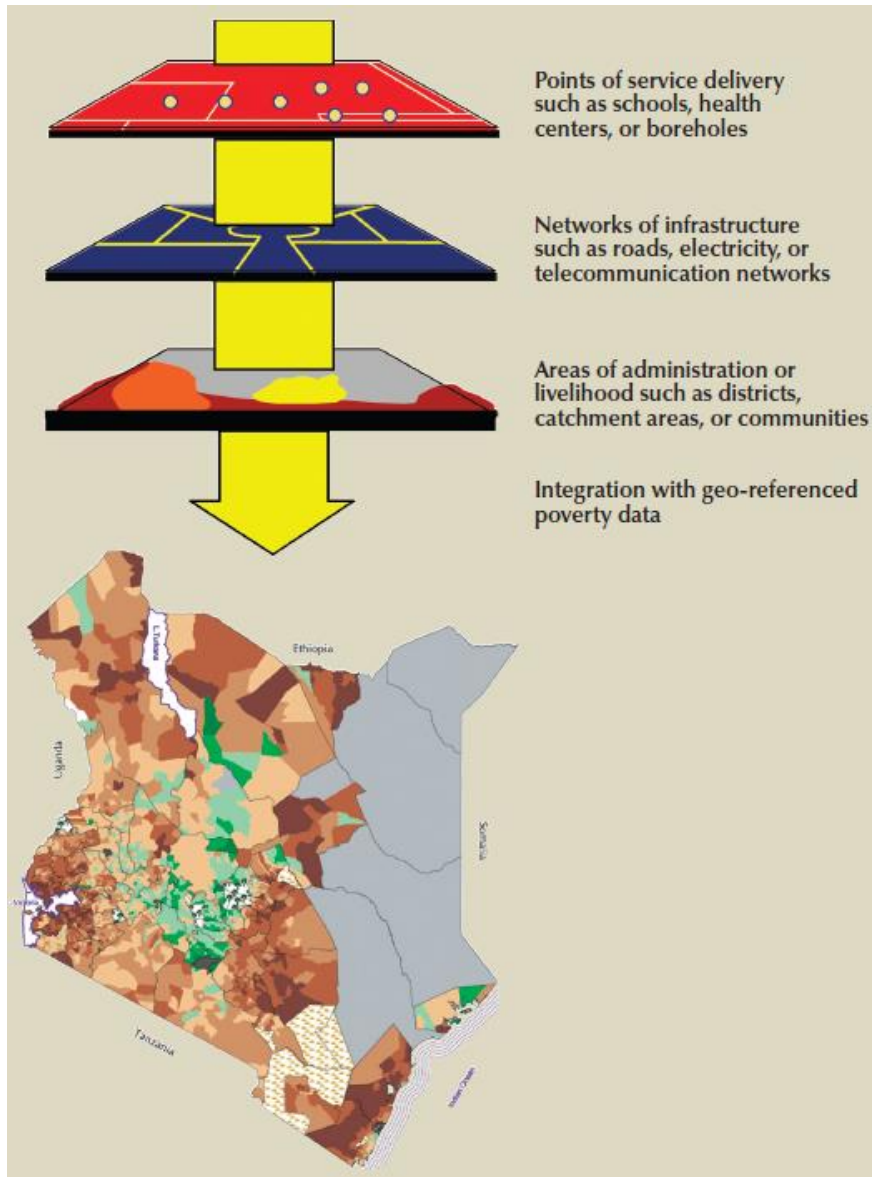 Points of service delivery
such as schools, health
centers, or boreholes
Networks of infrastructure
such as roads, electricity, or
telecommunication networks
Areas of administration or
livelihood such as districts,
catchment areas, or communities
Integration with geo-referenced
poverty data
L.Turkana
Ethiopia
Uganda
Somalia
Victoria
Tanzania
Indian Ocean